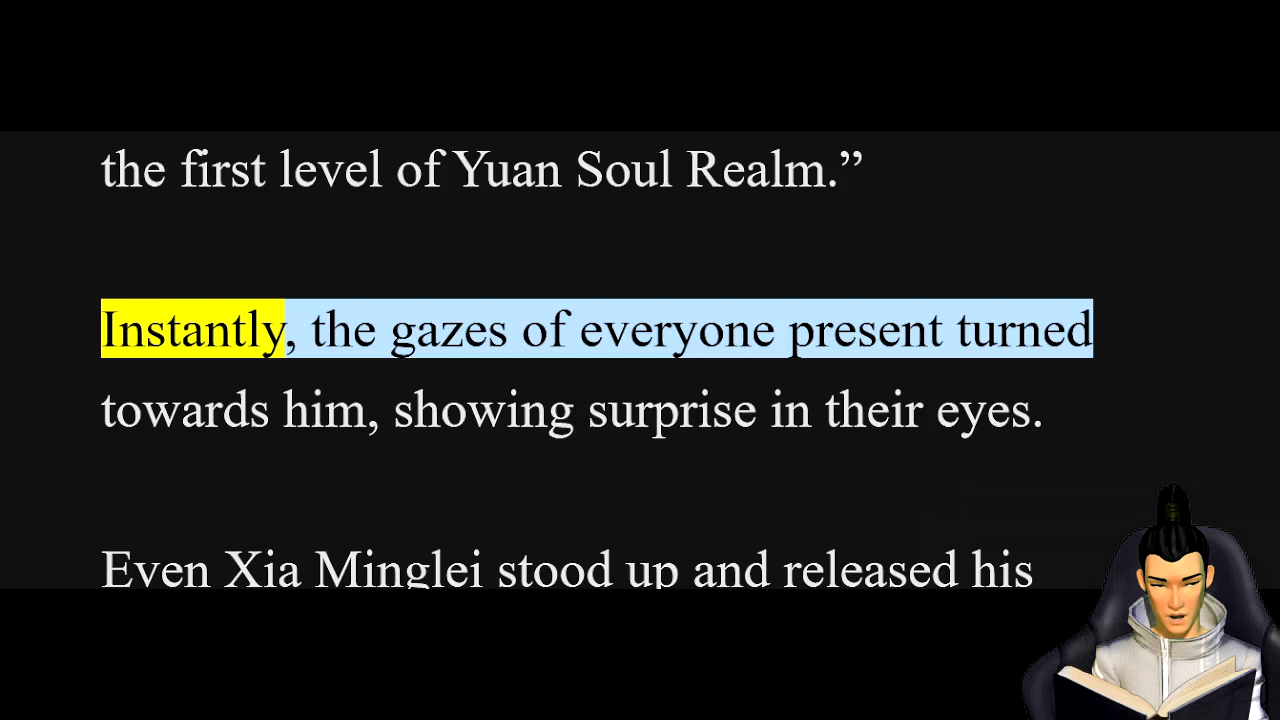 the first level of Yuan Soul Realm.”
Instantly, the gazes of everyone present turned
towards him, showing surprise in their eyes.
Even Xia Minglei stood up and released his